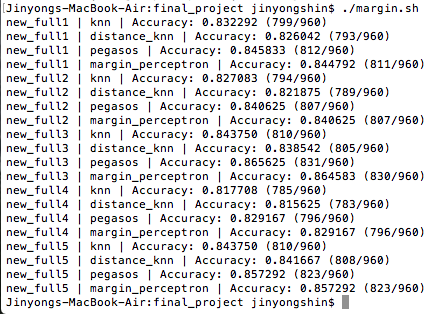 Jinyongs-MacBook-Air:final_project jinyongshin$ ./margin.sh
new_full1 | knn | Accuracy: 0.832292 (799/960)
new_full1 | distance_knn | Accuracy: 0.826042 (793/960)
new_full1 | pegasos | Accuracy: 0.845833 (812/960)
new_full1 | margin_perceptron | Accuracy: 0.844792 (811/960)
new_full2 | knn | Accuracy: 0.827083 (794/960)
new_full2 | distance_knn | Accuracy: 0.821875 (789/960)
new_full2 | pegasos | Accuracy: 0.840625 (807/960)
new_full2 | margin_perceptron | Accuracy: 0.840625 (807/960)
new_full3 | knn | Accuracy: 0.843750 (810/960)
new_full3 | distance_knn | Accuracy: 0.838542 (805/960)
new_full3 | pegasos | Accuracy: 0.865625 (831/960)
new_full3 | margin_perceptron | Accuracy: 0.864583 (830/960)
new_full4 | knn | Accuracy: 0.817708 (785/960)
new_full4 | distance_knn | Accuracy: 0.815625 (783/960)
new_full4 | pegasos | Accuracy: 0.829167 (796/960)
new_full4 | margin_perceptron | Accuracy: 0.829167 (796/960)
new_full5 | knn | Accuracy: 0.843750 (810/960)
new_full5 | distance_knn | Accuracy: 0.841667 (808/960)
new_full5 | pegasos | Accuracy: 0.857292 (823/960)
new_full5 | margin_perceptron | Accuracy: 0.857292 (823/960)
Jinyongs-MacBook-Air:final_project jinyongshin$